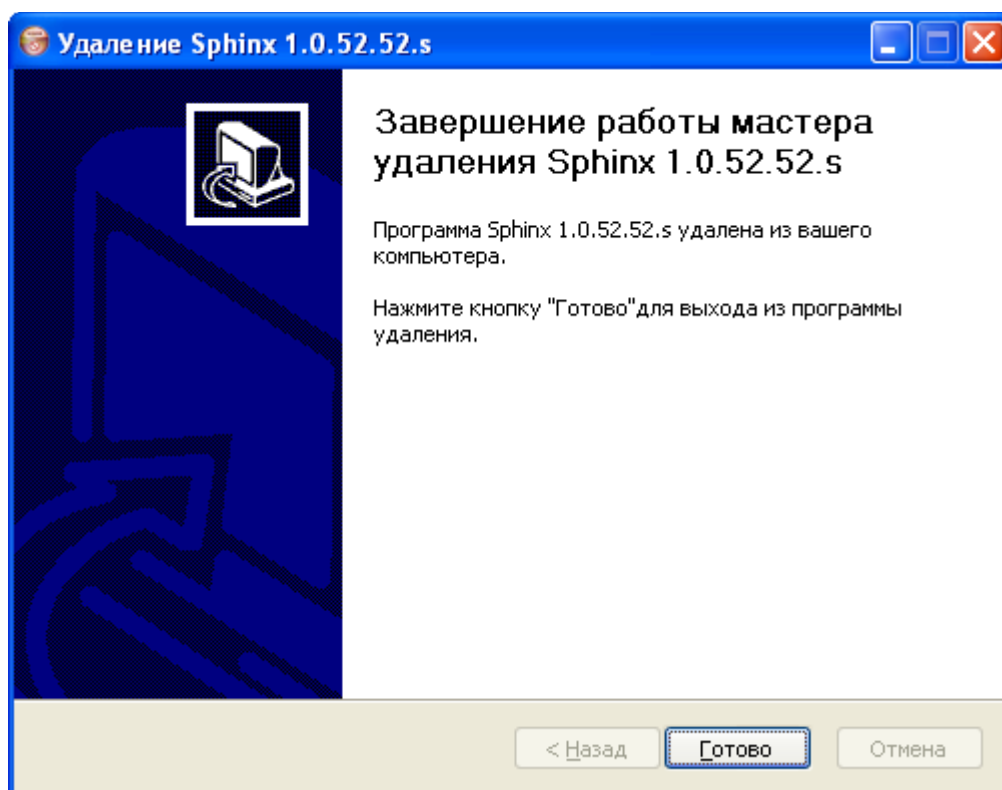 Удаление Sphinx 1.0.52.52.s
Завершение работы мастера
удаления Sphinx 1.0.52.52.s
Программа Sphinx 1.0.52.52.s удалена из вашего
компьютера.
Нажмите кнопку "Готово"для выхода из программы
удаления.
< Назад Готово Отмена